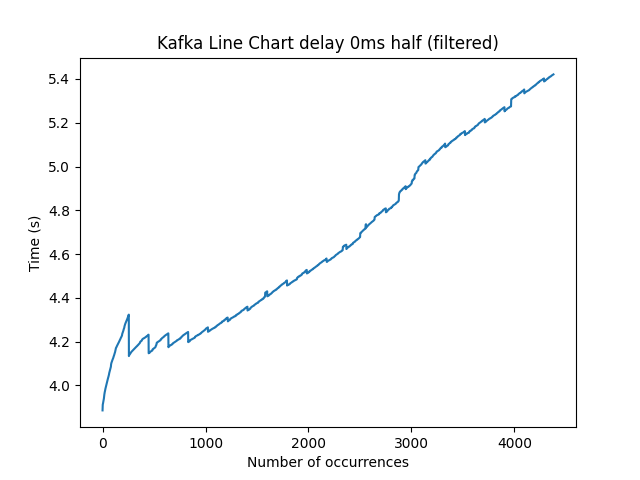 Kafka Line Chart delay 0ms half (filtered)
5.4
5.2
5.0
4.8
4.6
4.4
4.2
4.0
Time (s)
0 1000 2000 3000 4000
Number of occurrences